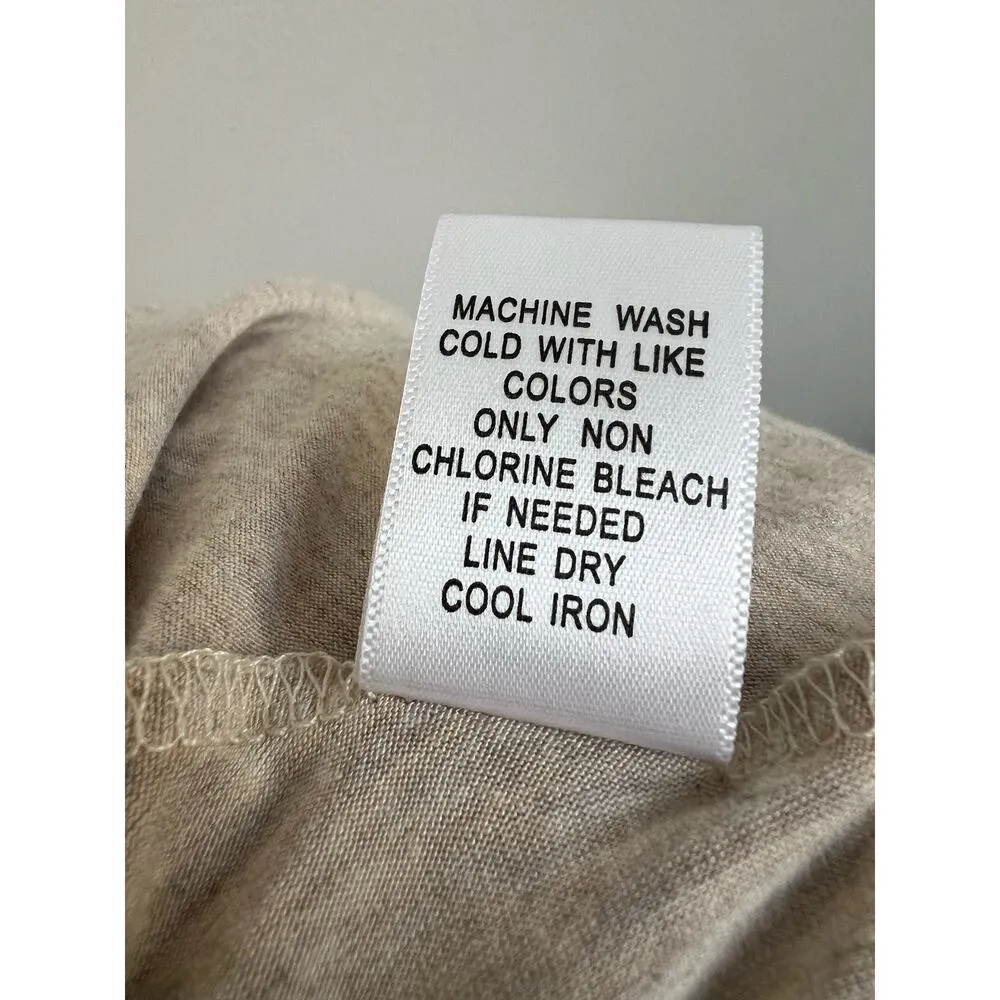 MACHINE WASH
COLD WITH LIKE
COLORS
ONLY NON
CHLORINE BLEACH
IF NEEDED
LINE DRY
COOL IRON